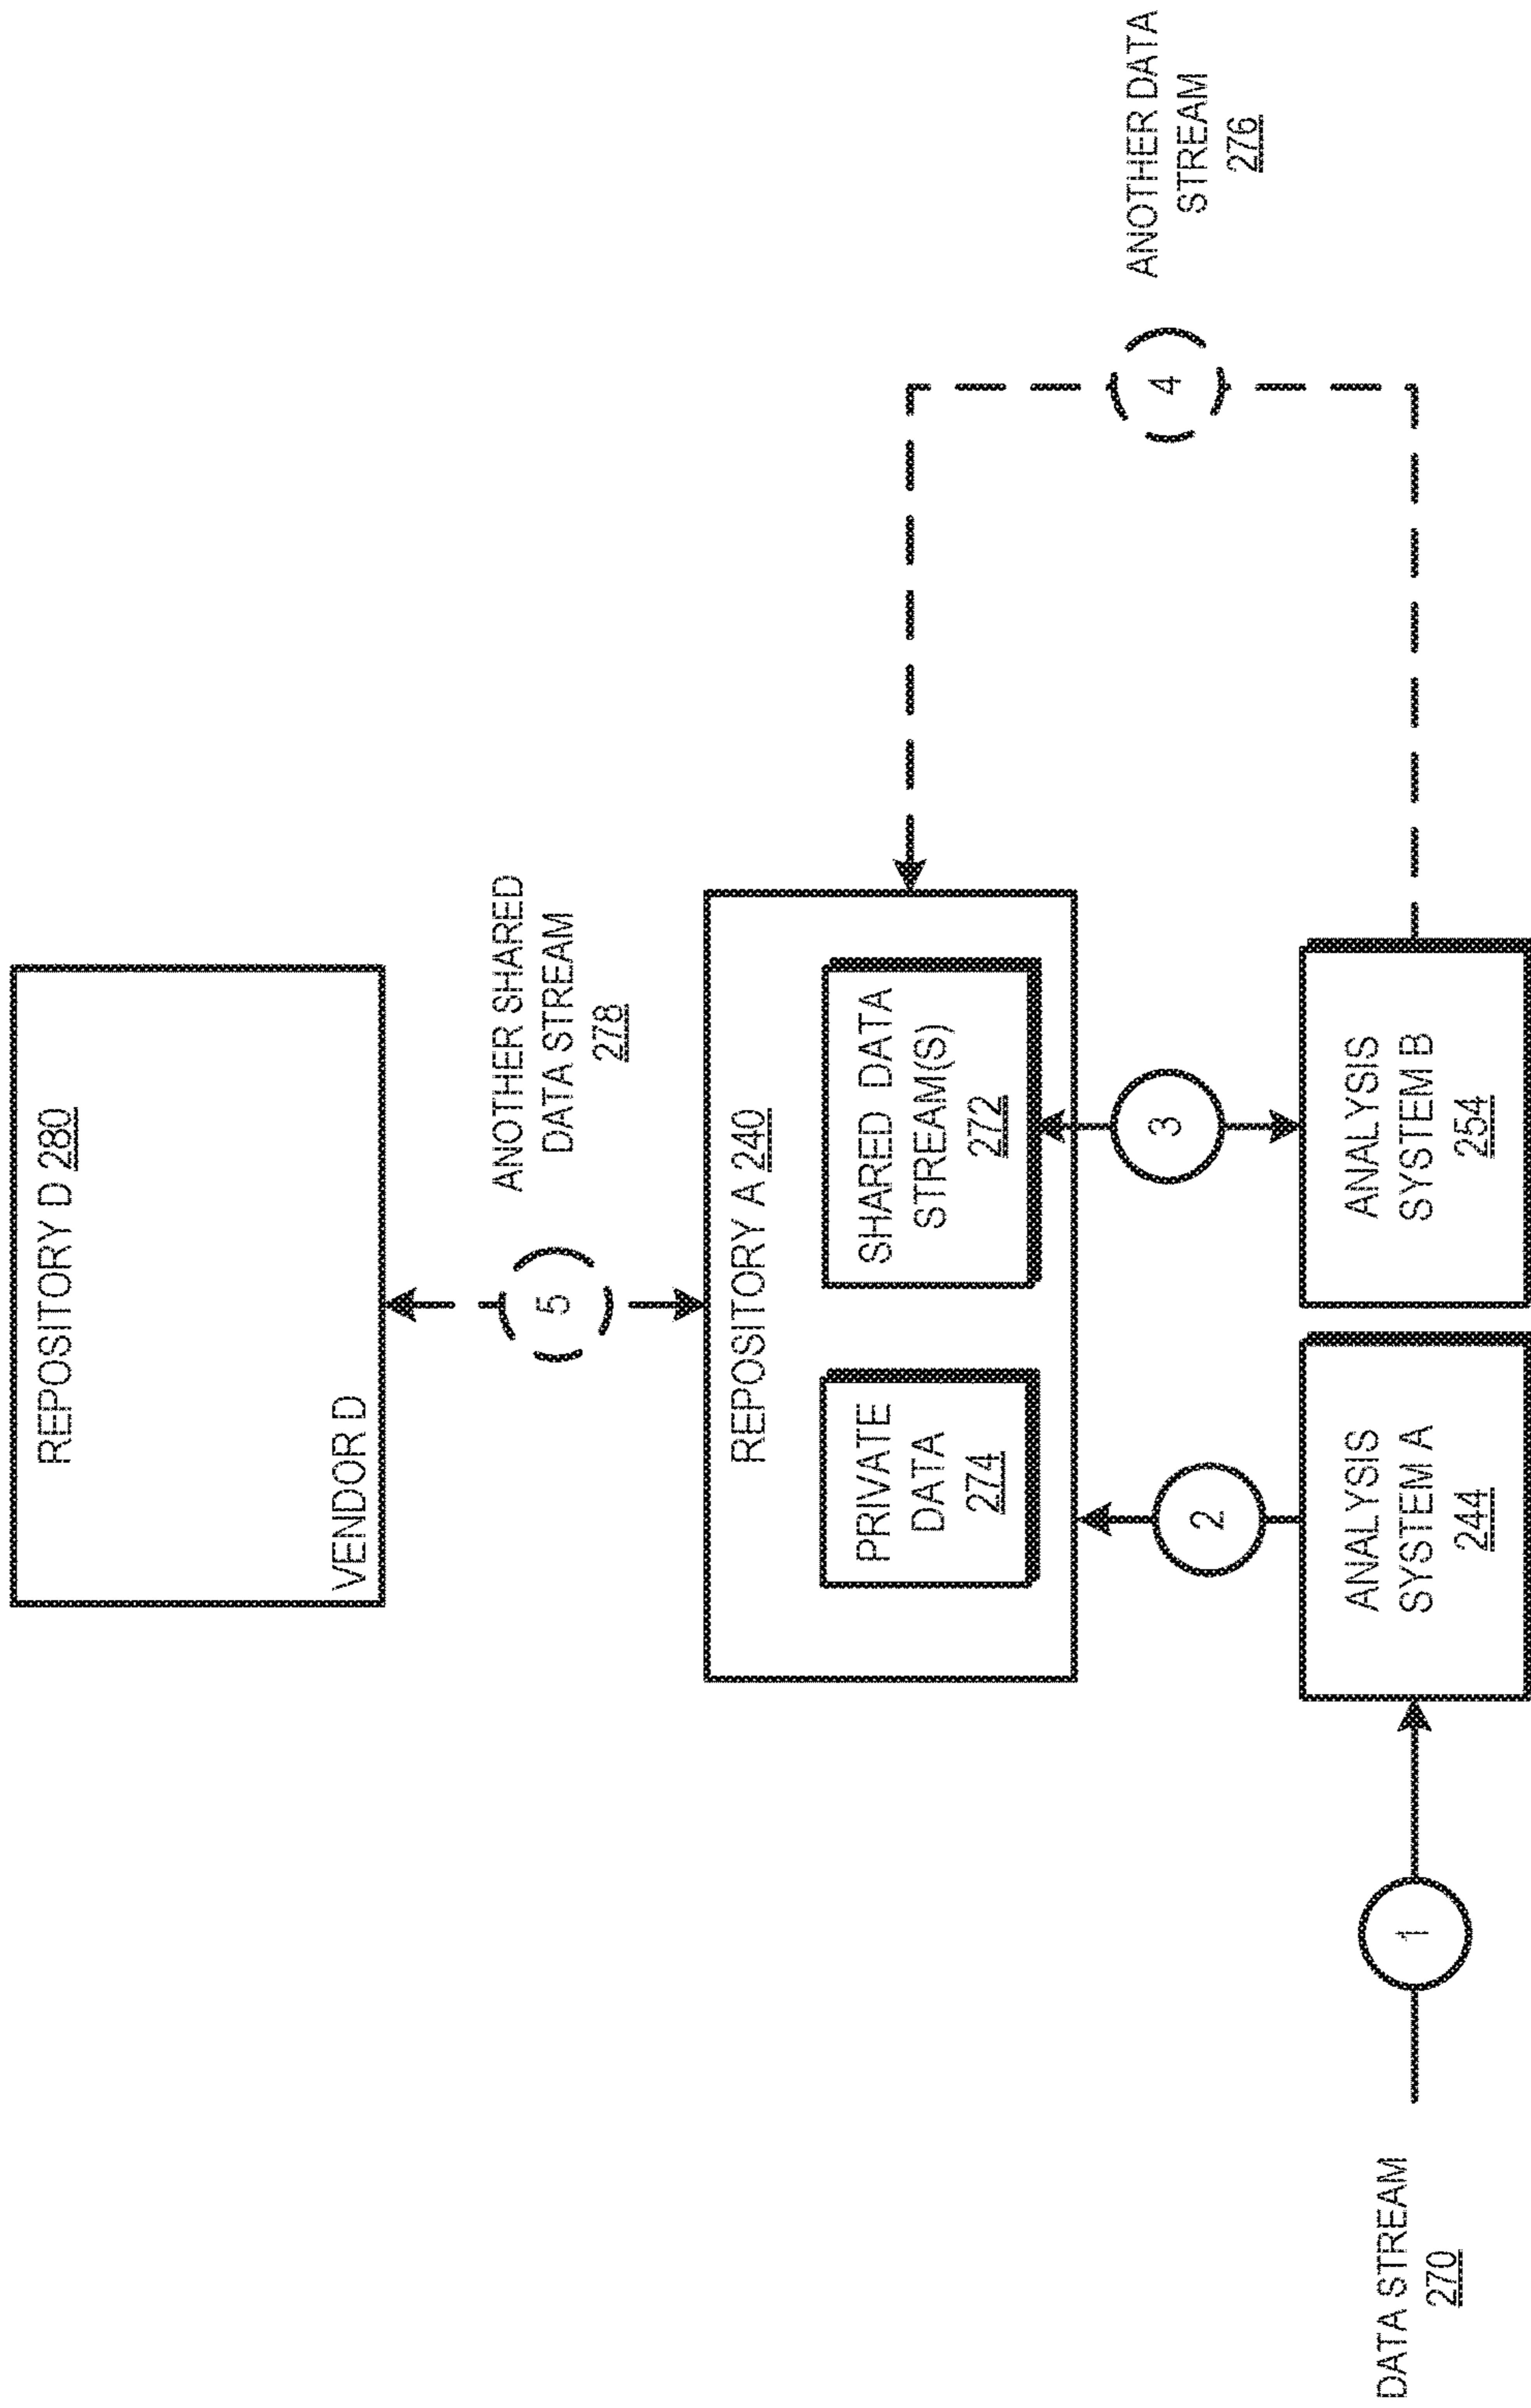 REPOSITORY D 280
VENDOR D
ANOTHER SHARED
DATA STREAM
278
5
REPOSITORY A 240
PRIVATE
DATA
274
SHARED DATA
STREAM(S)
272
ANOTHER DATA
STREAM
276
4
2
3
1
DATA STREAM
270
ANALYSIS
SYSTEM A
244
ANALYSIS
SYSTEM B
254